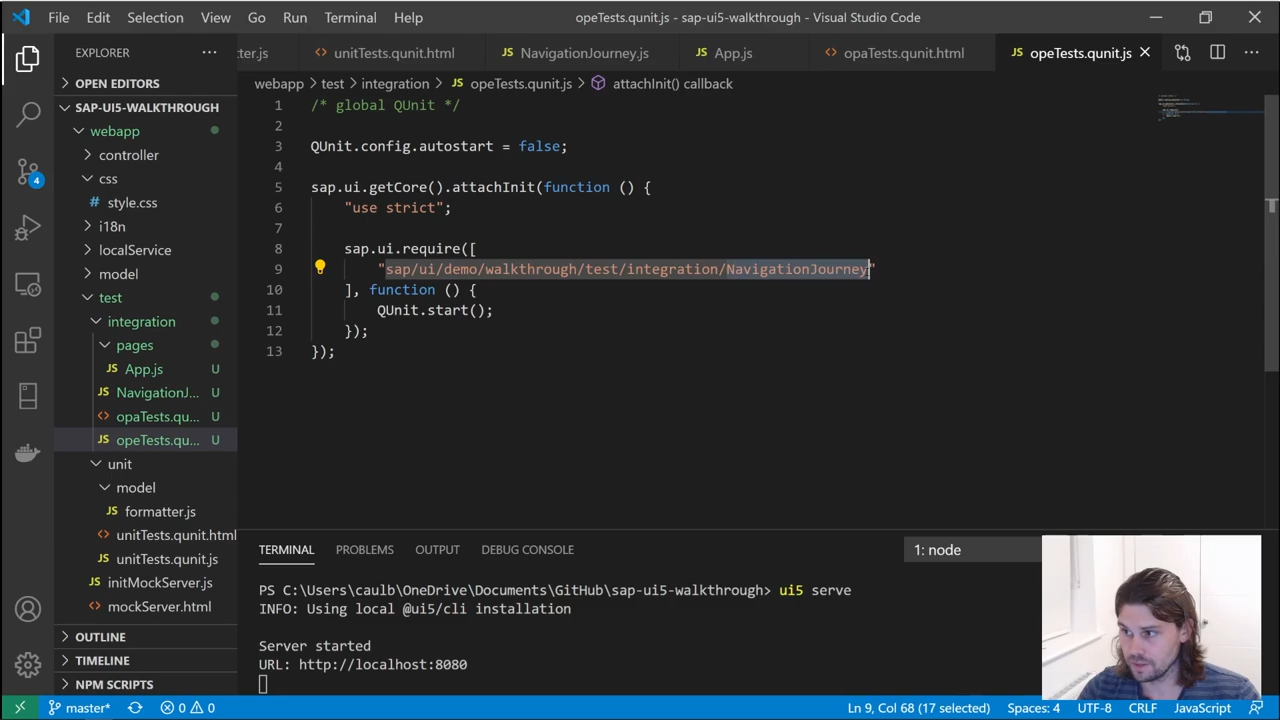 File Edit Selection View Go Run Terminal Help opeTests.qunit.js - sap-ui5-walkthrough - Visual Studio Code
EXPLORER
ter.js unitTests.qunit.html NavigationJourney.js App.js opaTests.qunit.html opeTests.qunit.js
OPEN EDITORS
SAP-UI5-WALKTHROUGH
webapp
controller
css
style.css
i18n
localService
model
test
integration
pages
App.js U
NavigationJ... U
opaTests.qu... U
opeTests.qu... U
unit
model
formatter.js
unitTests.qunit.html
unitTests.qunit.js
initMockServer.js
mockServer.html
OUTLINE
TIMELINE
NPM SCRIPTS
4
webapp > test > integration > JS opeTests.qunit.js > attachInit() callback
1 /* global QUnit */
2
3 QUnit.config.autostart = false;
4
5 sap.ui.getCore().attachInit(function () {
6 "use strict";
7
8 sap.ui.require([
9 "sap/ui/demo/walkthrough/test/integration/NavigationJourney"
10 ], function () {
11 QUnit.start();
12 });
13 });
TERMINAL PROBLEMS OUTPUT DEBUG CONSOLE 1: node
PS C:\Users\caulb\OneDrive\Documents\GitHub\sap-ui5-walkthrough> ui5 serve
INFO: Using local @ui5/cli installation
Server started
URL: http://localhost:8080
master* 0 0 Ln 9, Col 68 (17 selected) Spaces: 4 UTF-8 CRLF JavaScript